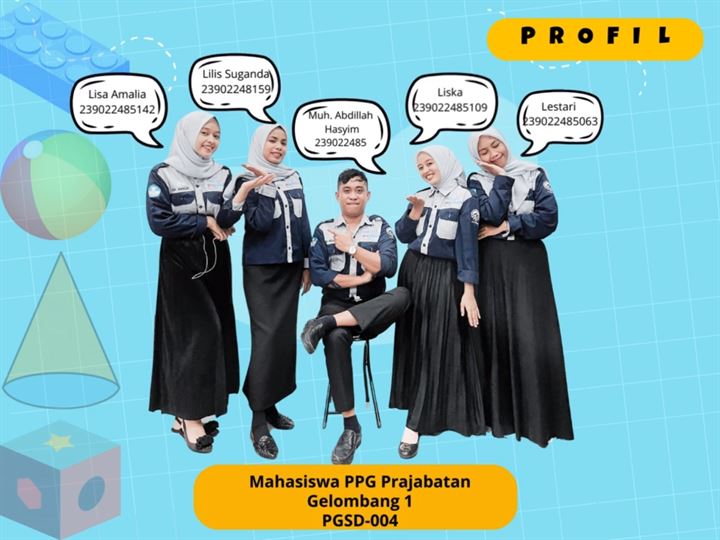 PROFIL
Lisa Amalia
239022485142
Lilis Suganda
23902248159
Muh. Abdillah
Hasyim
239022485
Liska
239022485109
Lestari
239022485063
Mahasiswa PPG Prajabatan
Gelombang 1
PGSD-004